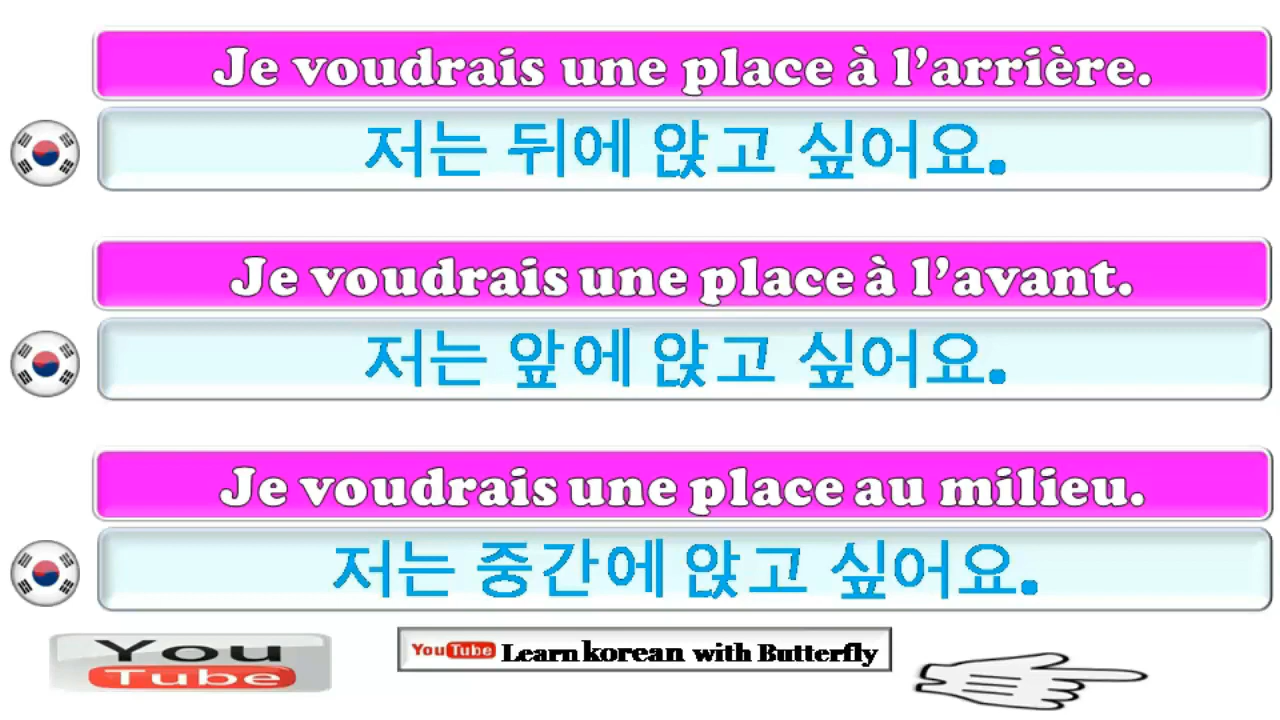 Je voudrais une place à l’arrière.
저는 뒤에 앉고 싶어요.
Je voudrais une place à l’avant.
저는 앞에 앉고 싶어요.
Je voudrais une place au milieu.
저는 중간에 앉고 싶어요.
You
Tube
YouTube Learn korean with Butterfly